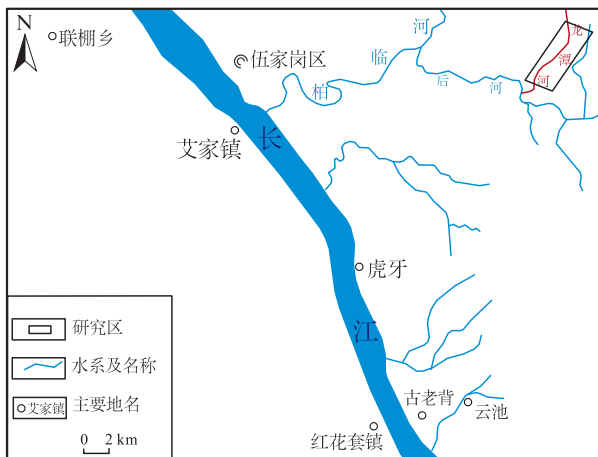 N
联棚乡
伍家岗区
柏临河
后河
龙潭河
艾家镇
长江
虎牙
古老背
云池
红花套镇
研究区
水系及名称
艾家镇 主要地名
0 2 km